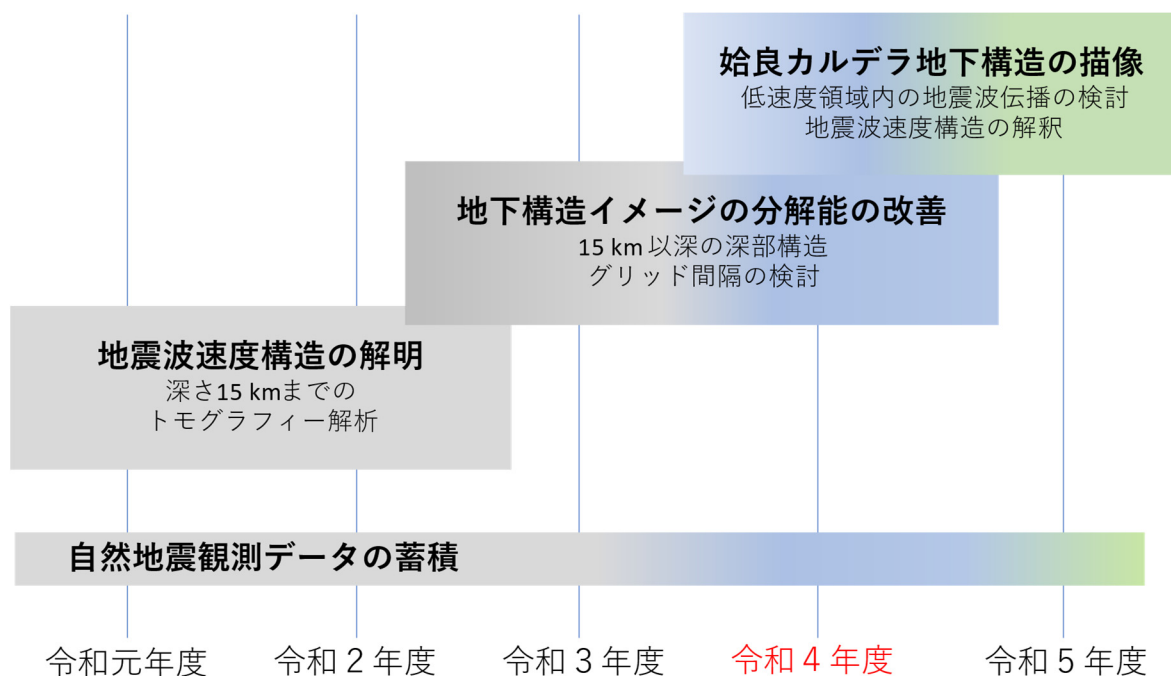 姶良カルデラ地下構造の描像
低速度領域内の地震波伝播の検討
地震波速度構造の解釈
地下構造イメージの分解能の改善
15 km 以深の深部構造
グリッド間隔の検討
地震波速度構造の解明
深さ15 kmまでの
トモグラフィー解析
自然地震観測データの蓄積
令和元年度
令和２年度
令和３年度
令和４年度
令和５年度